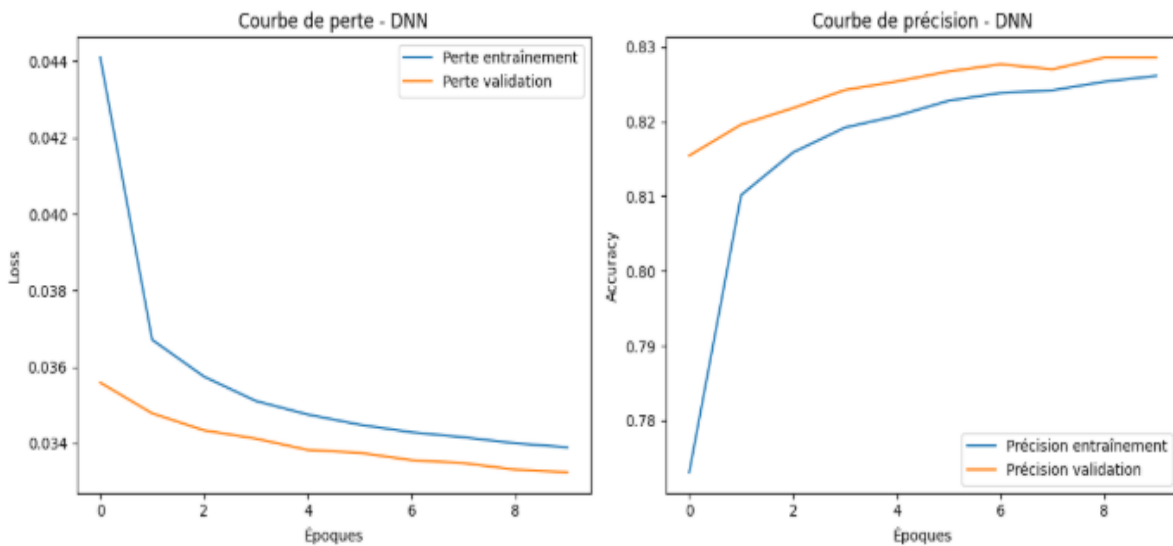 Courbe de perte - DNN
0.044
0.042
0.040
0.038
0.036
0.034
Loss
0 2 4 6 8
Époques
Perte entraînement
Perte validation
Courbe de précision - DNN
0.83
0.82
0.81
0.80
0.79
0.78
Accuracy
0 2 4 6 8
Époques
Précision entraînement
Précision validation